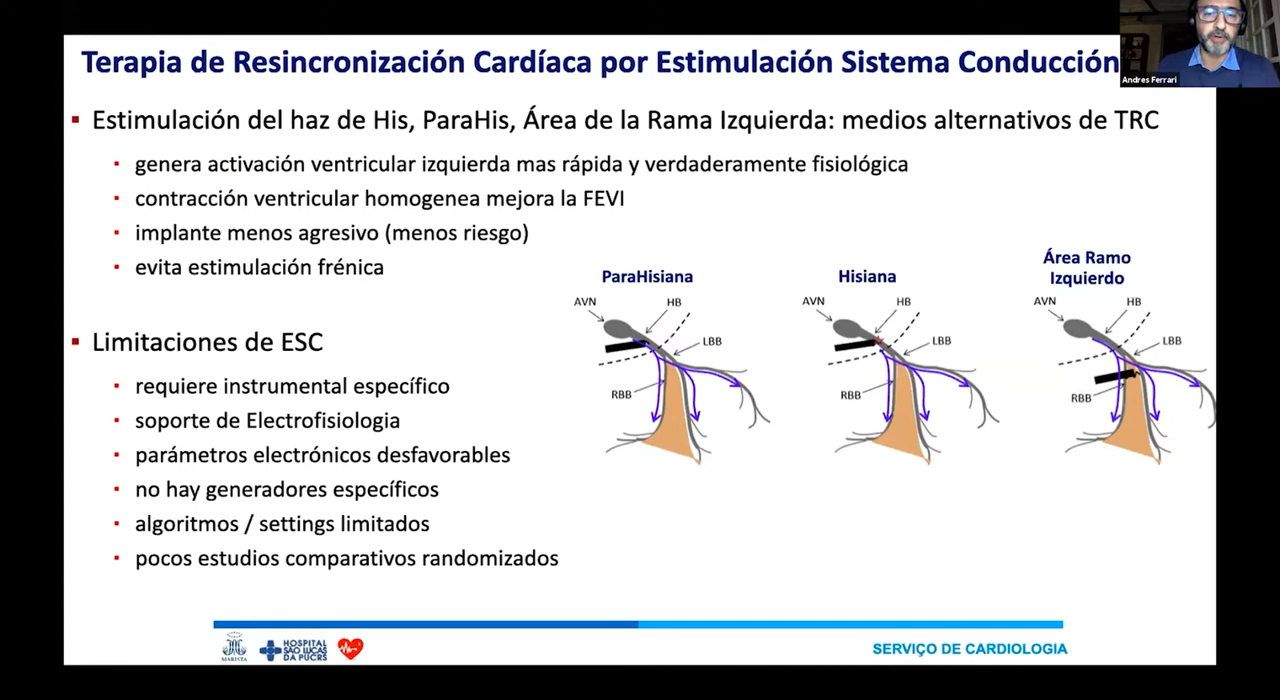 Terapia de Resincronización Cardíaca por Estimulación Sistema Conducción
Andres Ferrari
Estimulación del haz de His, ParaHis, Área de la Rama Izquierda: medios alternativos de TRC
genera activación ventricular izquierda mas rápida y verdaderamente fisiológica
contracción ventricular homogenea mejora la FEVI
implante menos agresivo (menos riesgo)
evita estimulación frénica
Limitaciones de ESC
requiere instrumental específico
soporte de Electrofisiologia
parámetros electrónicos desfavorables
no hay generadores específicos
algoritmos / settings limitados
pocos estudios comparativos randomizados
ParaHisiana
AVN
HB
LBB
RBB
Hisiana
AVN
HB
LBB
RBB
Área Ramo
Izquierdo
AVN
HB
LBB
RBB
MARISTA
HOSPITAL
SÃO LUCAS
DA PUCRS
SERVIÇO DE CARDIOLOGIA